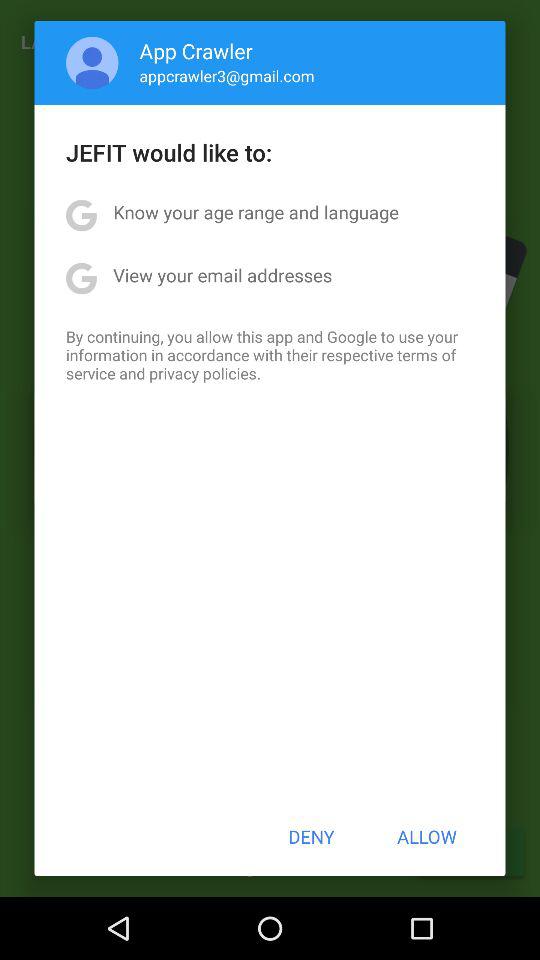 App Crawler
appcrawler3@gmail.com
JEFIT would like to:
Know your age range and language
View your email addresses
By continuing, you allow this app and Google to use your
information in accordance with their respective terms of
service and privacy policies.
DENY ALLOW